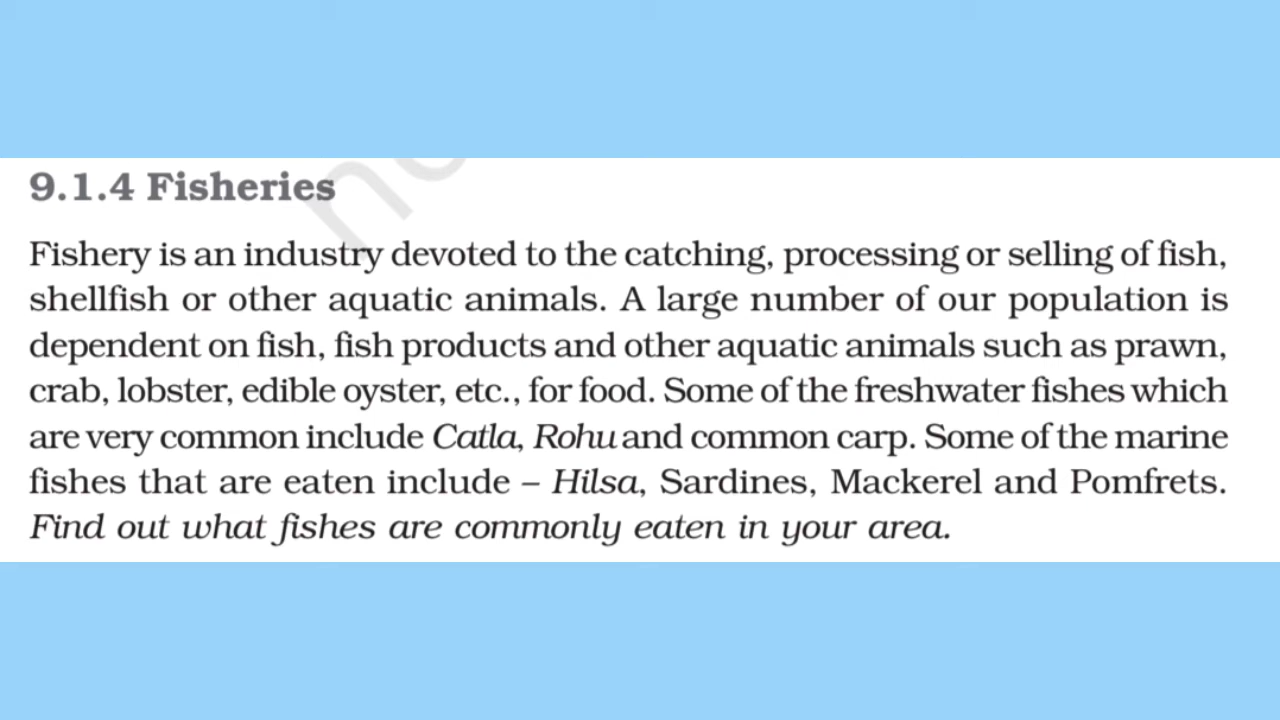 9.1.4 Fisheries
Fishery is an industry devoted to the catching, processing or selling of fish,
shellfish or other aquatic animals. A large number of our population is
dependent on fish, fish products and other aquatic animals such as prawn,
crab, lobster, edible oyster, etc., for food. Some of the freshwater fishes which
are very common include Catla, Rohu and common carp. Some of the marine
fishes that are eaten include – Hilsa, Sardines, Mackerel and Pomfrets.
Find out what fishes are commonly eaten in your area.